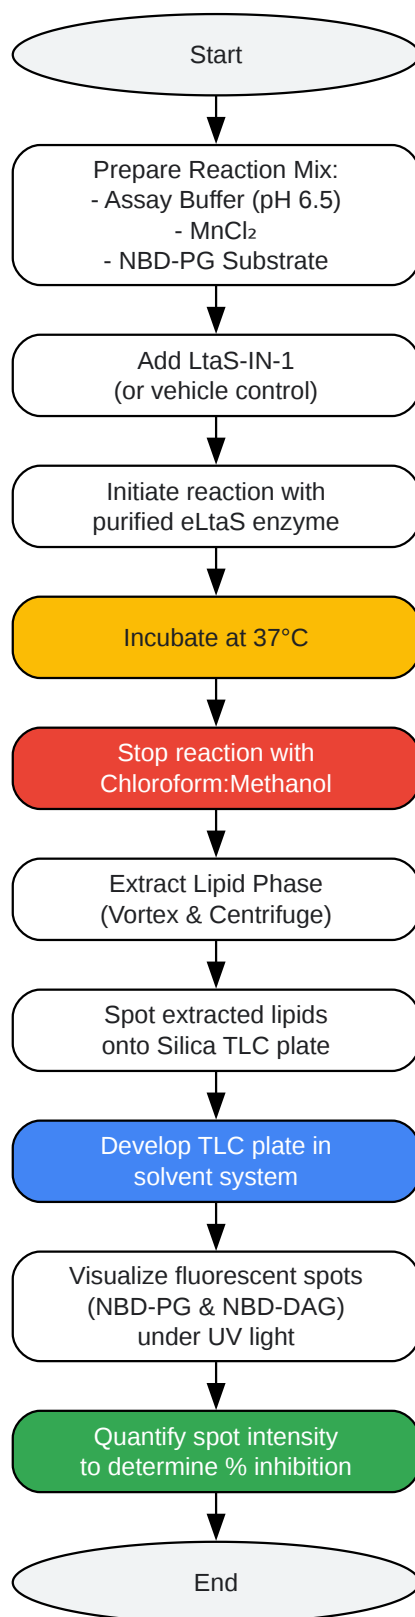 Start
Prepare Reaction Mix:
- Assay Buffer (pH 6.5)
- MnCl₂
- NBD-PG Substrate
Add LtaS-IN-1
(or vehicle control)
Initiate reaction with
purified eLtaS enzyme
Incubate at 37°C
Stop reaction with
Chloroform:Methanol
Extract Lipid Phase
(Vortex & Centrifuge)
Spot extracted lipids
onto Silica TLC plate
Develop TLC plate in
solvent system
Visualize fluorescent spots
(NBD-PG & NBD-DAG)
under UV light
Quantify spot intensity
to determine % inhibition
End